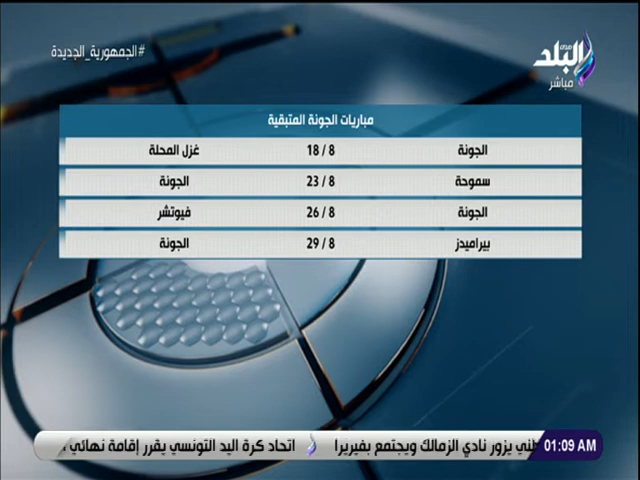 #الجمهورية_الجديدة
صدى
البلد
مباشر
مباريات الجونة المتبقية
الجونة 18 / 8 غزل المحلة
سموحة 23 / 8 الجونة
الجونة 26 / 8 فيوتشر
بيراميدز 29 / 8 الجونة
01:09 AM يزور نادي الزمالك ويجتمع بفيريرا اتحاد كرة اليد التونسي يقرر إقامة نهائي